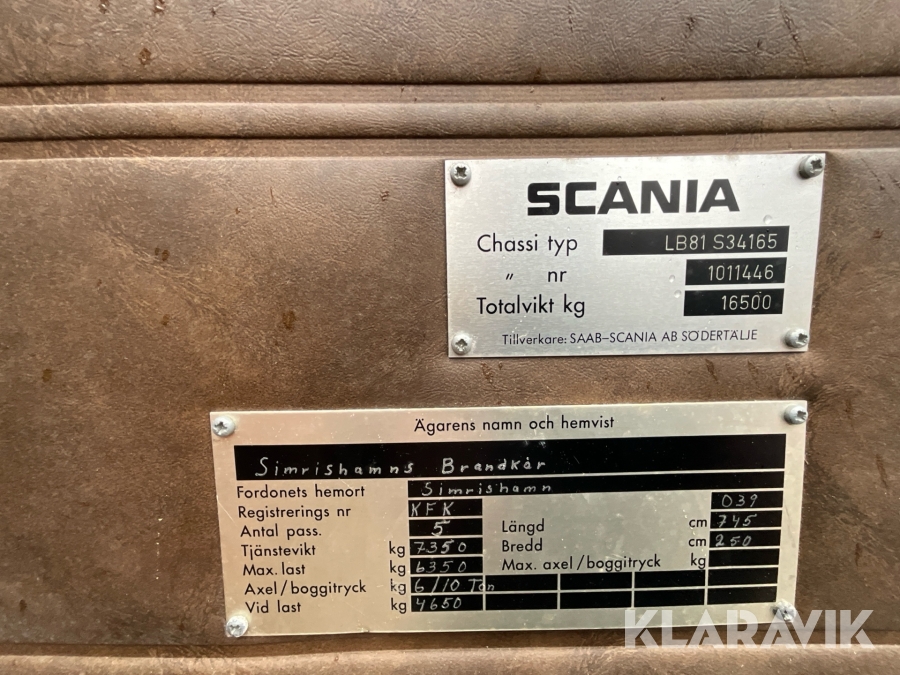 SCANIA
Chassi typ LB81 S34165
„ nr 1011446
Totalvikt kg 16500
Tillverkare: SAAB-SCANIA AB SÖDERTÄLJE
Ägarens namn och hemvist
Simrishamns Brandkår
Fordonets hemort Simrishamn
Registrerings nr KFK 039
Antal pass. 5 Längd cm 745
Tjänstevikt kg 7350 Bredd cm 250
Max. last kg 6350 Max. axel/boggitryck kg
Axel/boggitryck kg 6/10 Ton
Vid last kg 4650
KLARAVIK